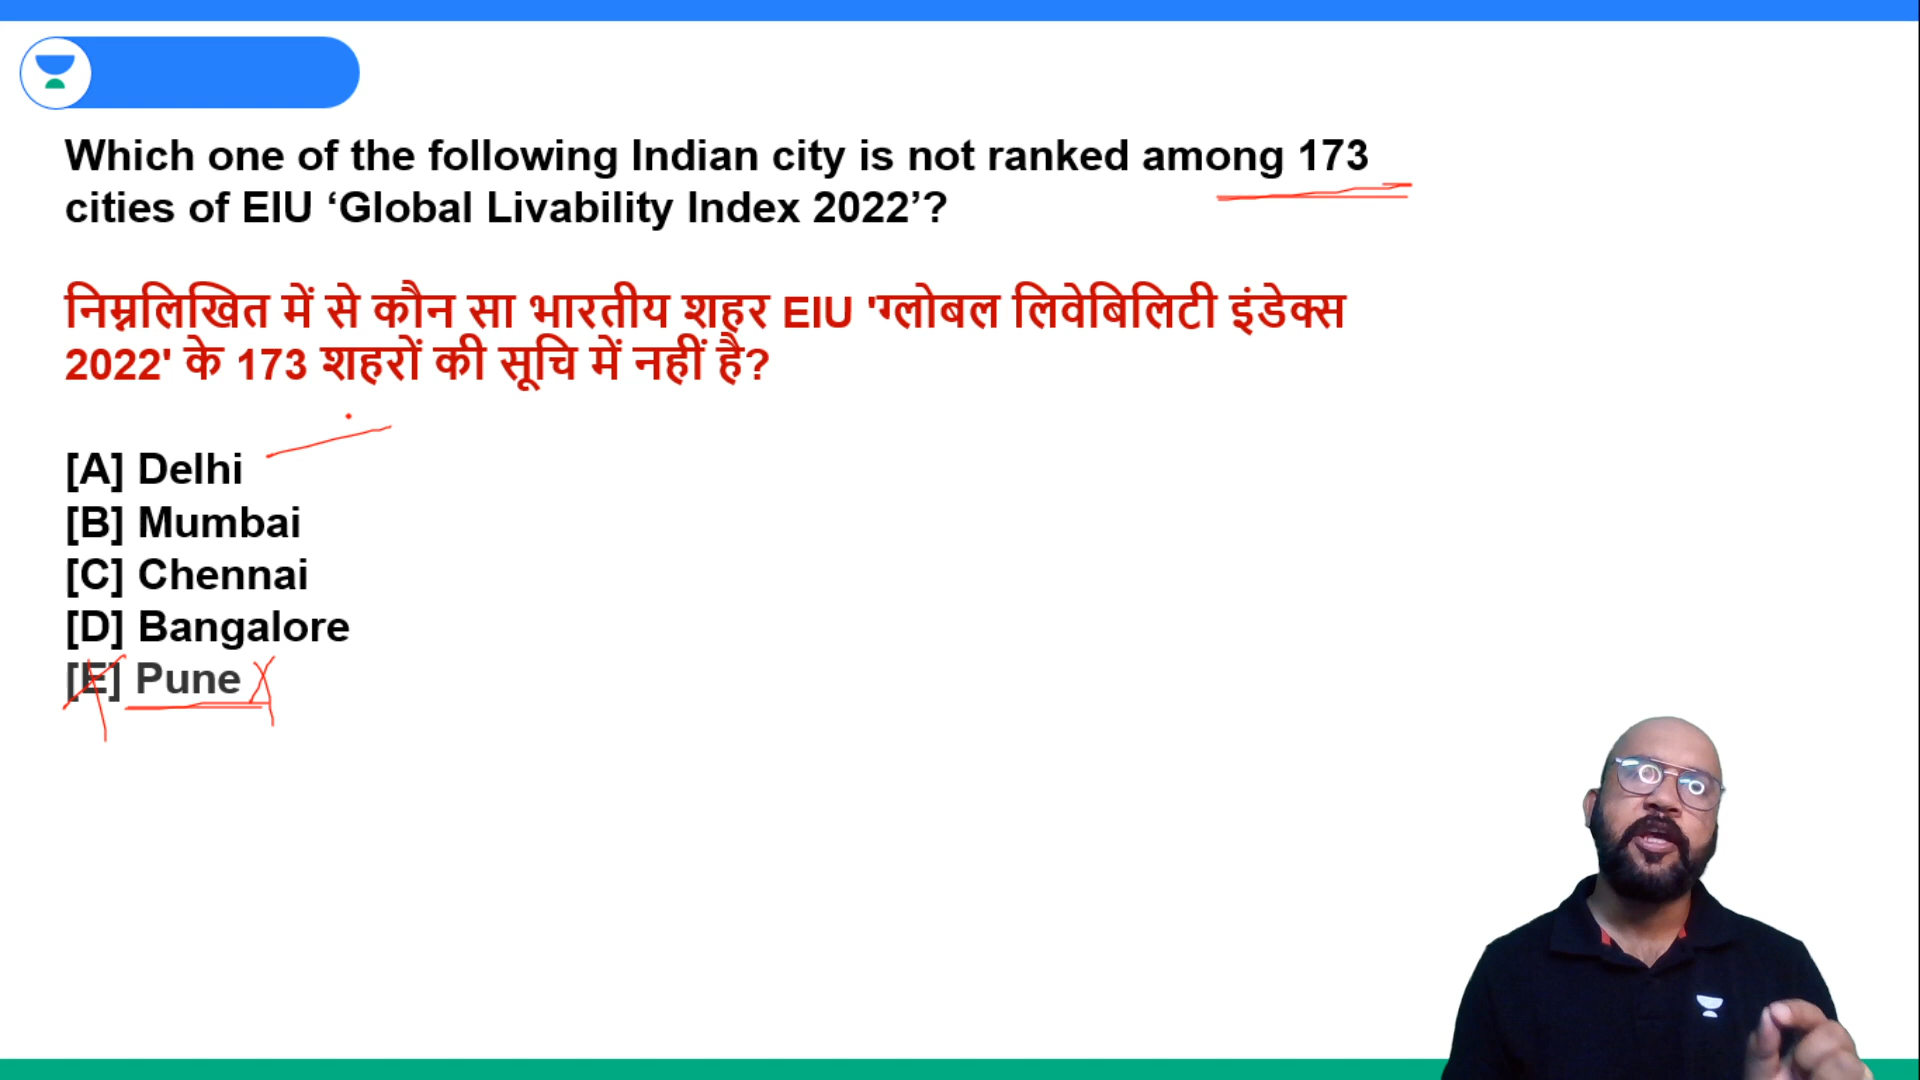 Which one of the following Indian city is not ranked among 173
cities of EIU ‘Global Livability Index 2022’?
निम्नलिखित में से कौन सा भारतीय शहर EIU 'ग्लोबल लिवेबिलिटी इंडेक्स
2022' के 173 शहरों की सूचि में नहीं है?
[A] Delhi
[B] Mumbai
[C] Chennai
[D] Bangalore
[E] Pune